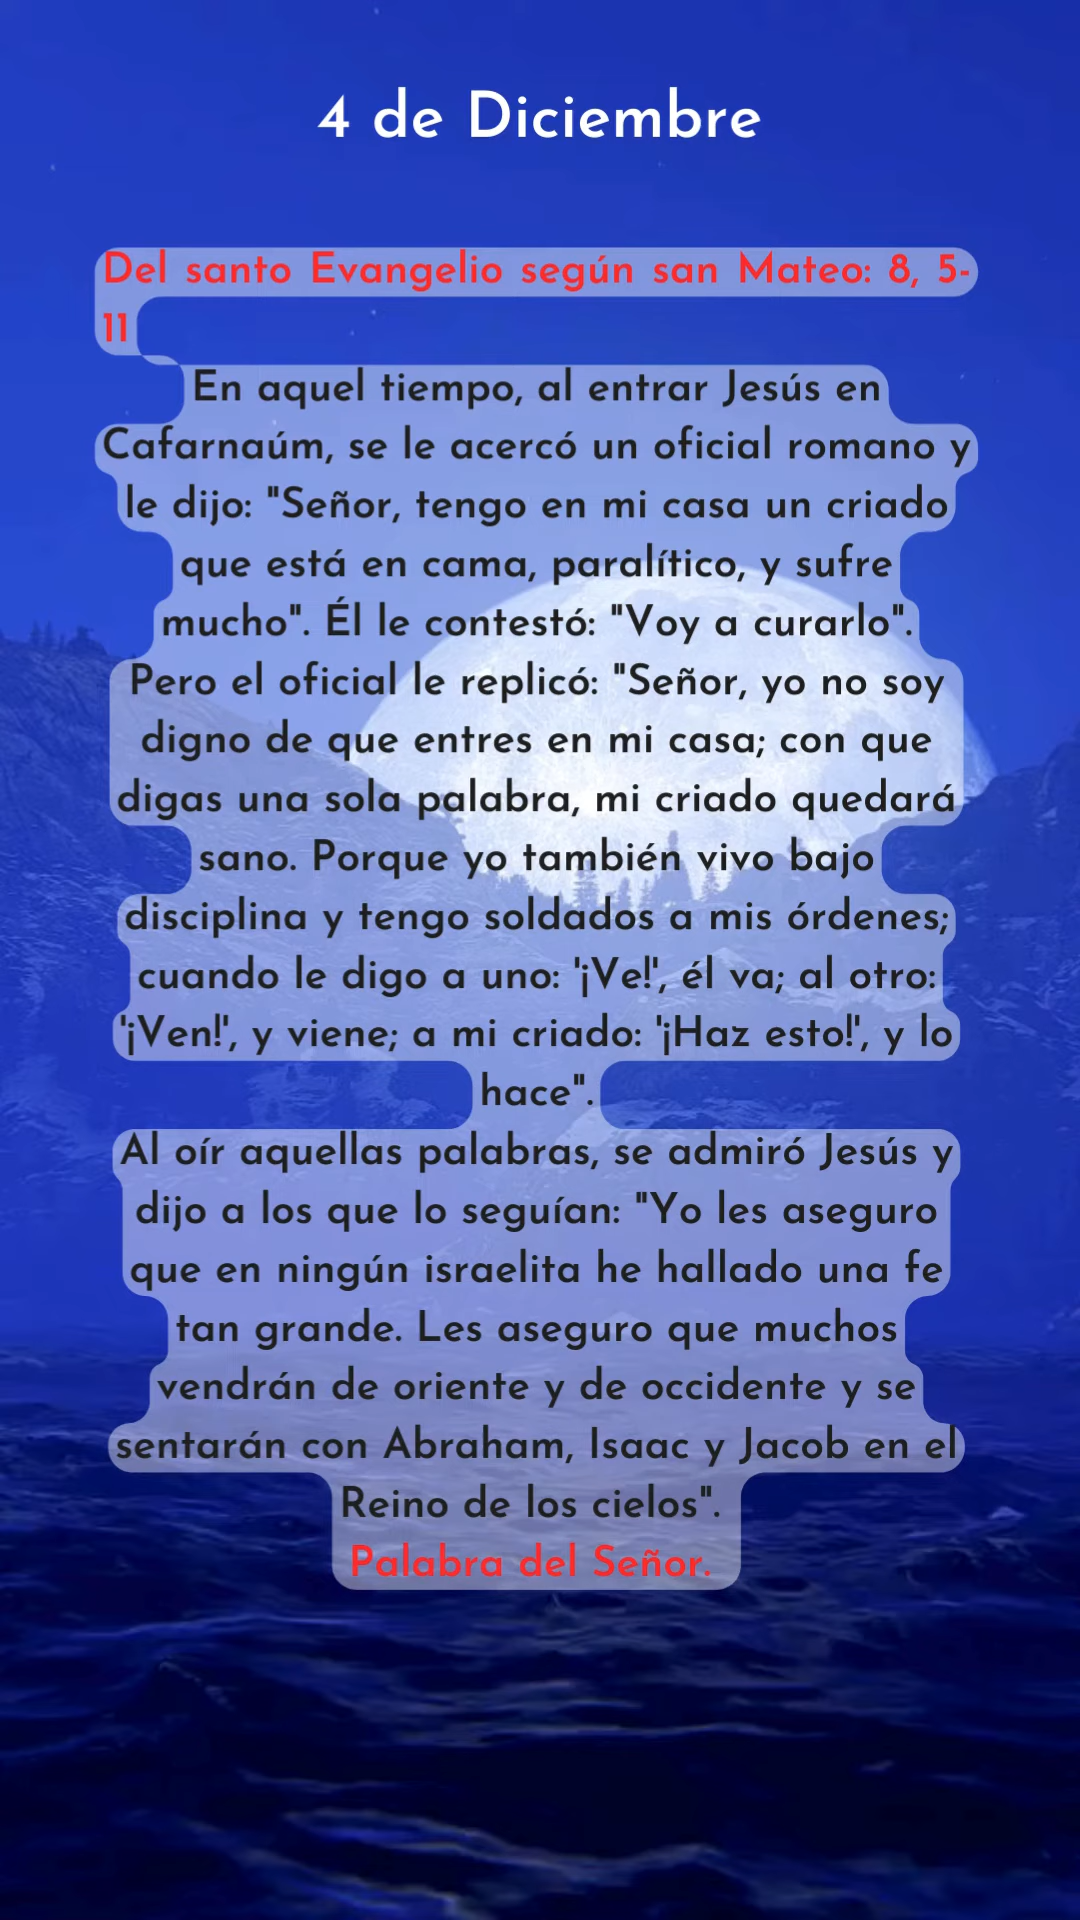 4 de Diciembre
Del santo Evangelio según san Mateo: 8, 5-
11
En aquel tiempo, al entrar Jesús en
Cafarnaúm, se le acercó un oficial romano y
le dijo: "Señor, tengo en mi casa un criado
que está en cama, paralítico, y sufre
mucho". Él le contestó: "Voy a curarlo".
Pero el oficial le replicó: "Señor, yo no soy
digno de que entres en mi casa; con que
digas una sola palabra, mi criado quedará
sano. Porque yo también vivo bajo
disciplina y tengo soldados a mis órdenes;
cuando le digo a uno: '¡Ve!', él va; al otro:
'¡Ven!', y viene; a mi criado: '¡Haz esto!', y lo
hace".
Al oír aquellas palabras, se admiró Jesús y
dijo a los que lo seguían: "Yo les aseguro
que en ningún israelita he hallado una fe
tan grande. Les aseguro que muchos
vendrán de oriente y de occidente y se
sentarán con Abraham, Isaac y Jacob en el
Reino de los cielos".
Palabra del Señor.